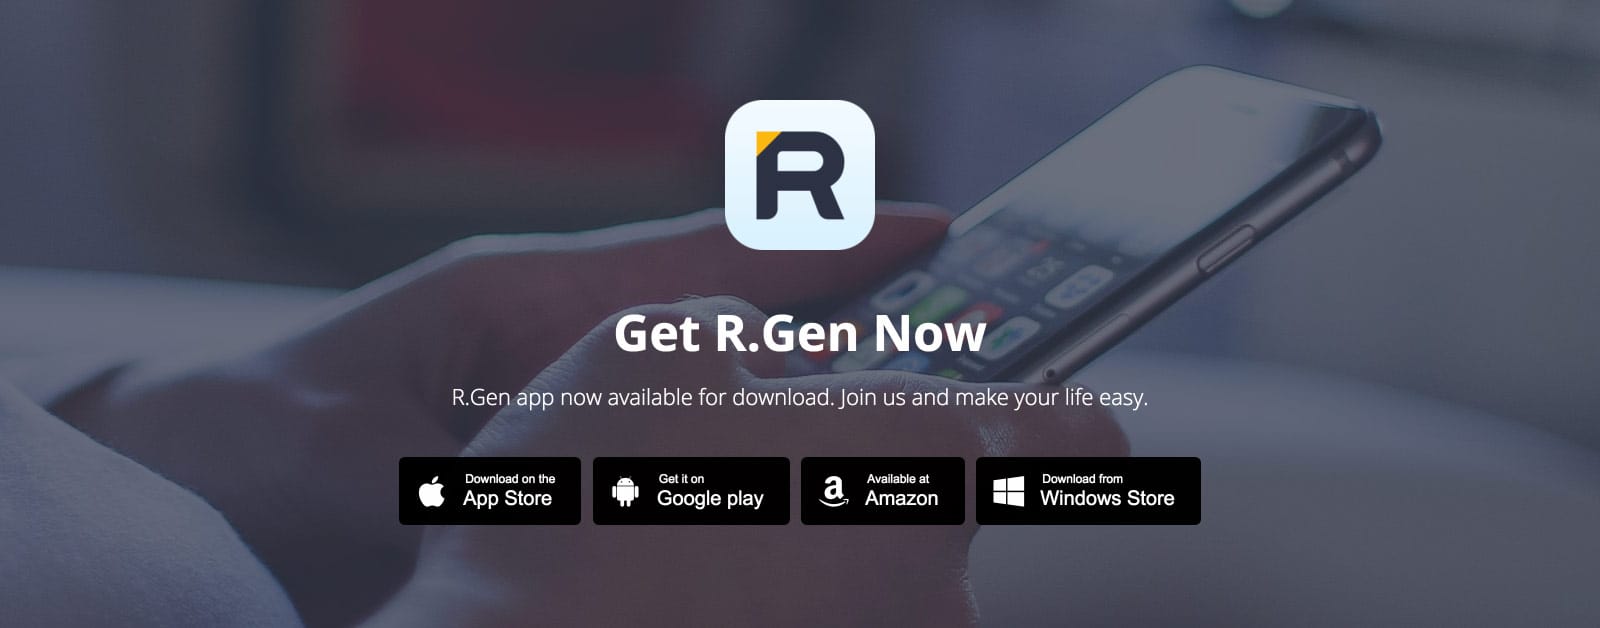 R
Get R.Gen Now
R.Gen app now available for download. Join us and make your life easy.
Download on the
App Store
Get it on
Google play
Available at
Amazon
Download from
Windows Store